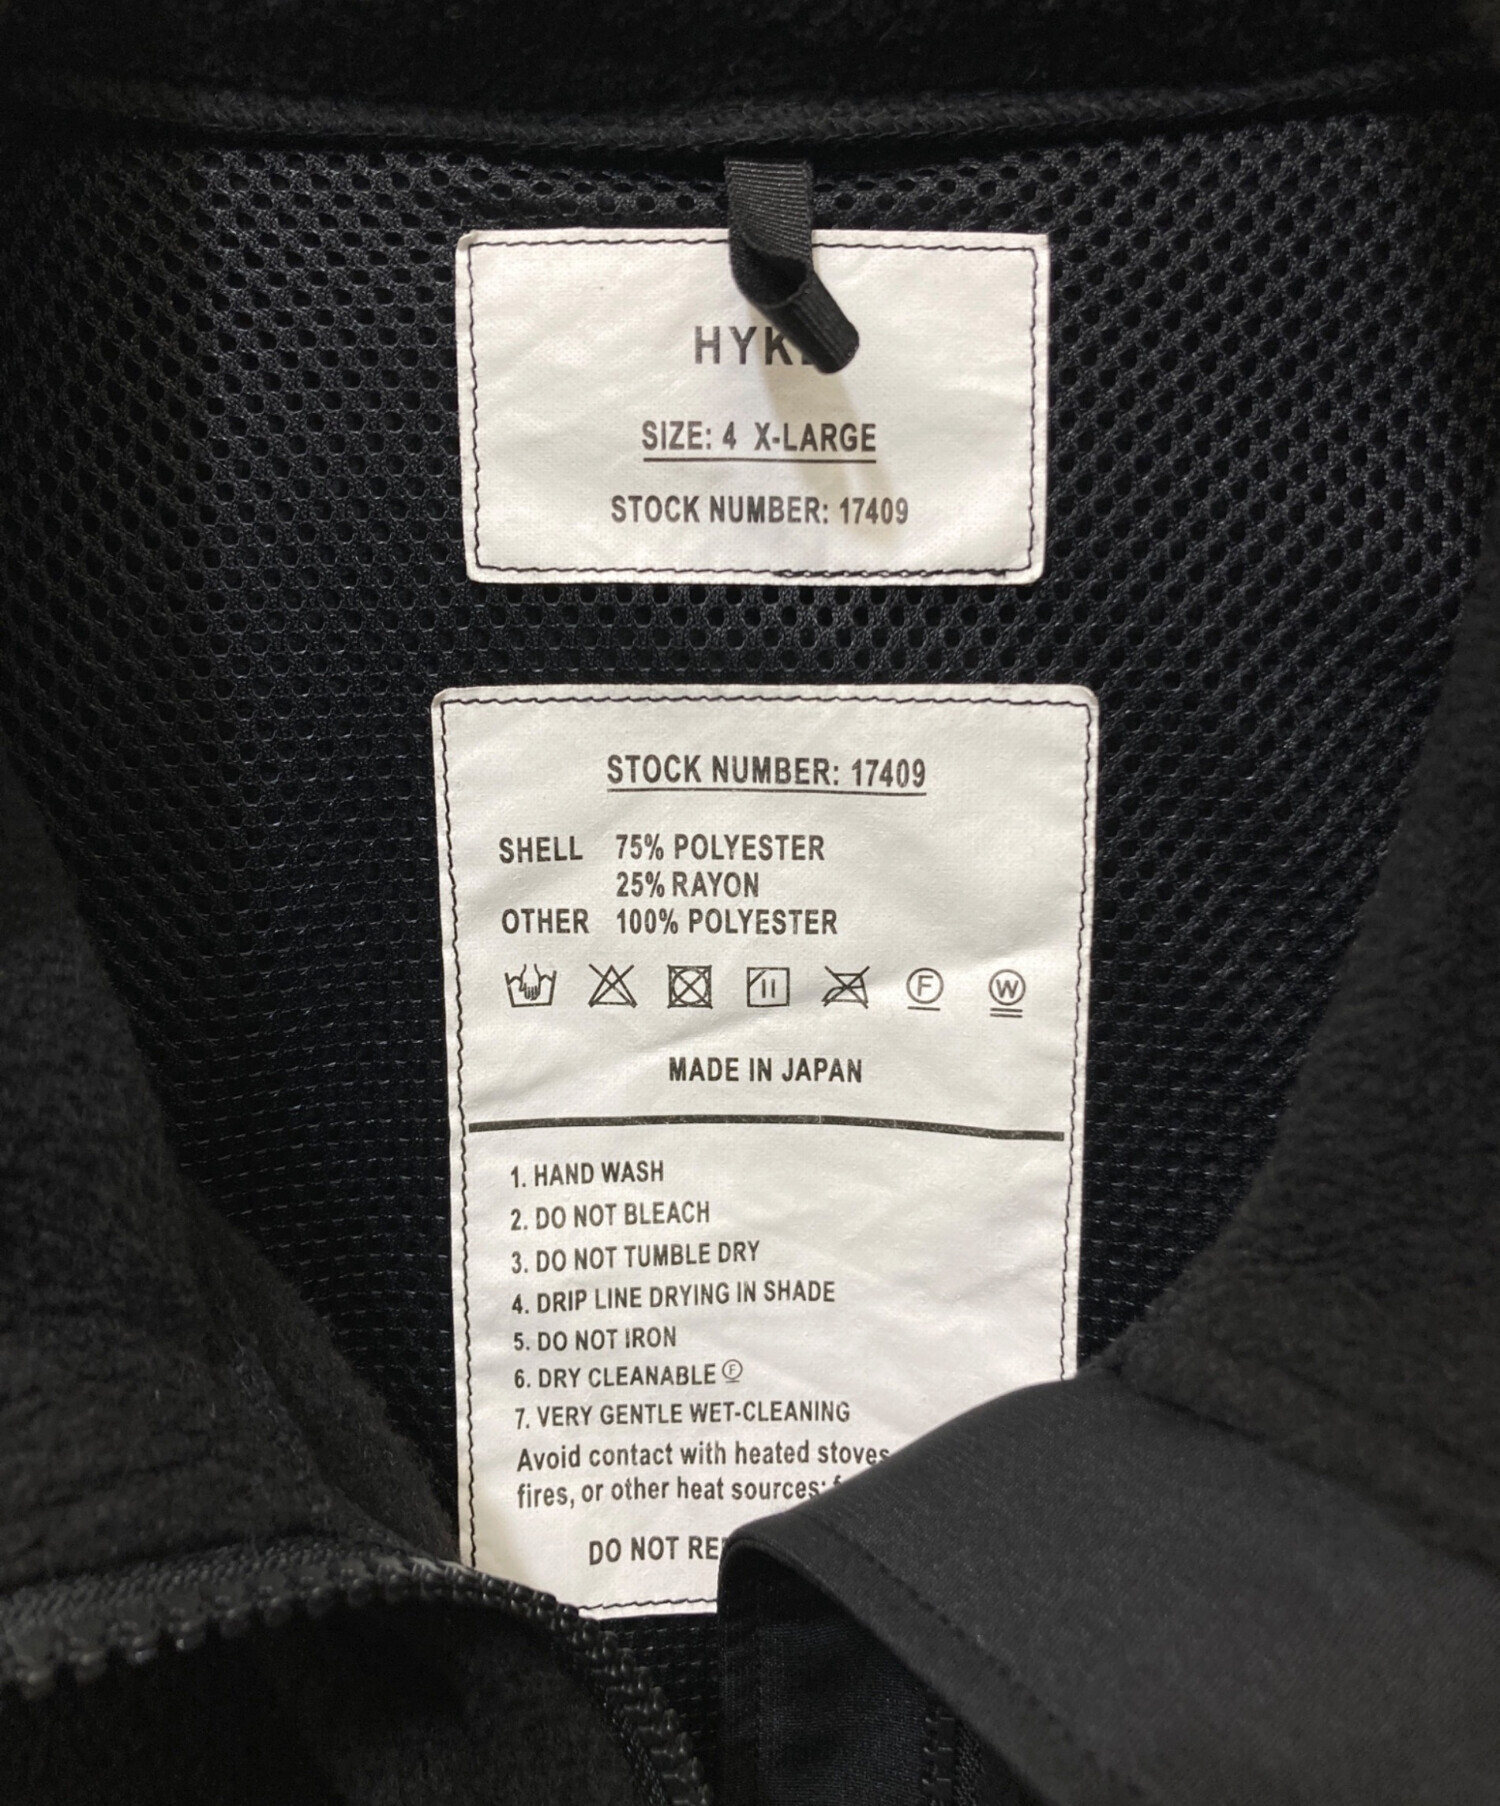 HYK
SIZE: 4 X-LARGE
STOCK NUMBER: 17409
STOCK NUMBER: 17409
SHELL 75% POLYESTER
25% RAYON
OTHER 100% POLYESTER
F W
MADE IN JAPAN
1. HAND WASH
2. DO NOT BLEACH
3. DO NOT TUMBLE DRY
4. DRIP LINE DRYING IN SHADE
5. DO NOT IRON
6. DRY CLEANABLE Ⓕ
7. VERY GENTLE WET-CLEANING
Avoid contact with heated stoves
fires, or other heat sources;
DO NOT